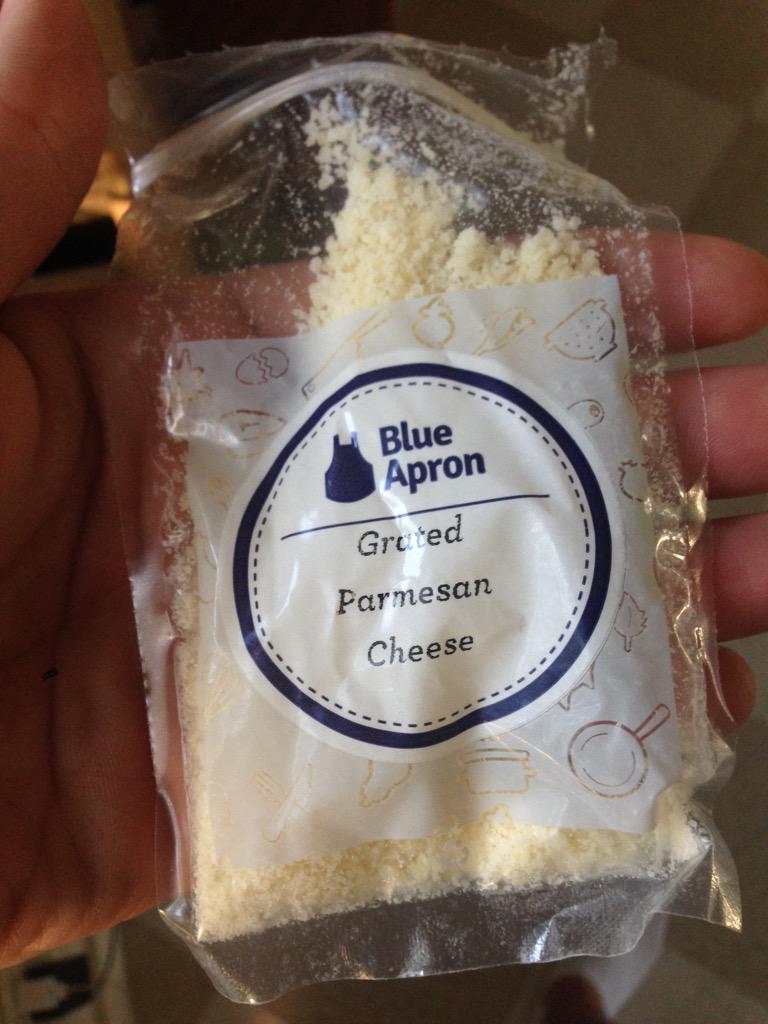 Blue
Apron
Grated
Parmesan
Cheese